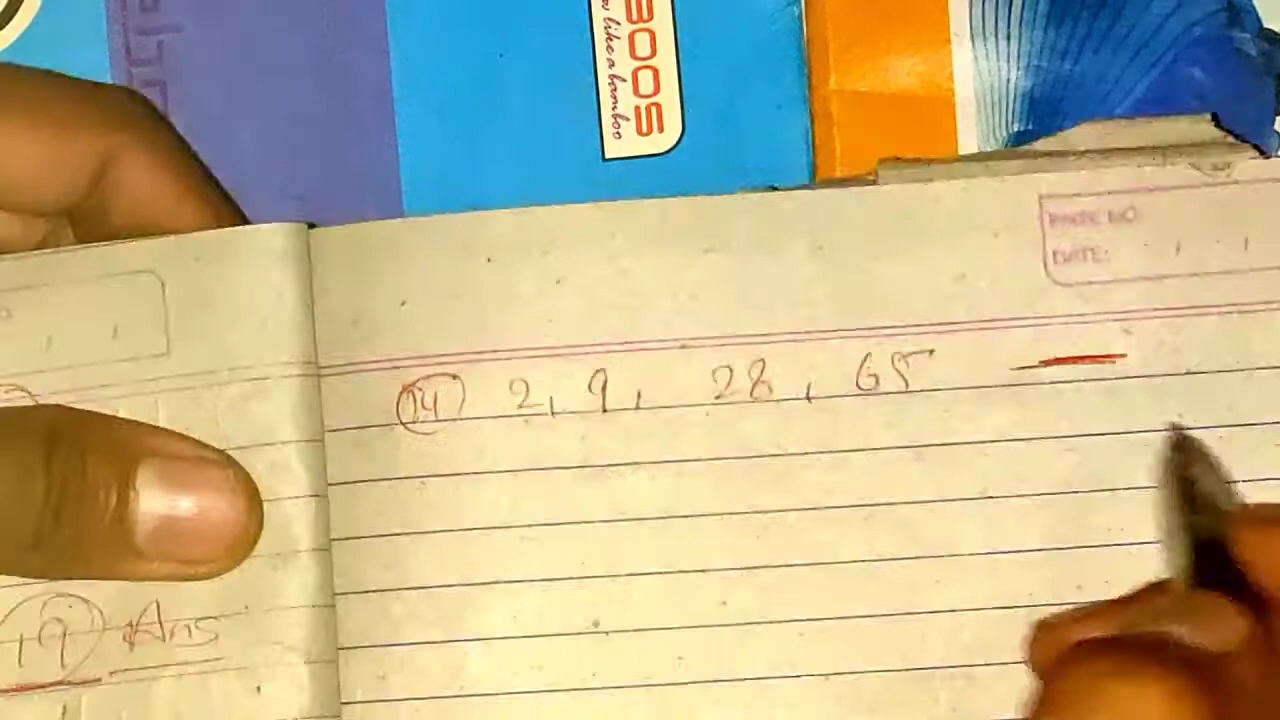 BOOS
like a bamboo
PAGE NO
DATE:
(14) 2, 9, 28, 65
19 Ans